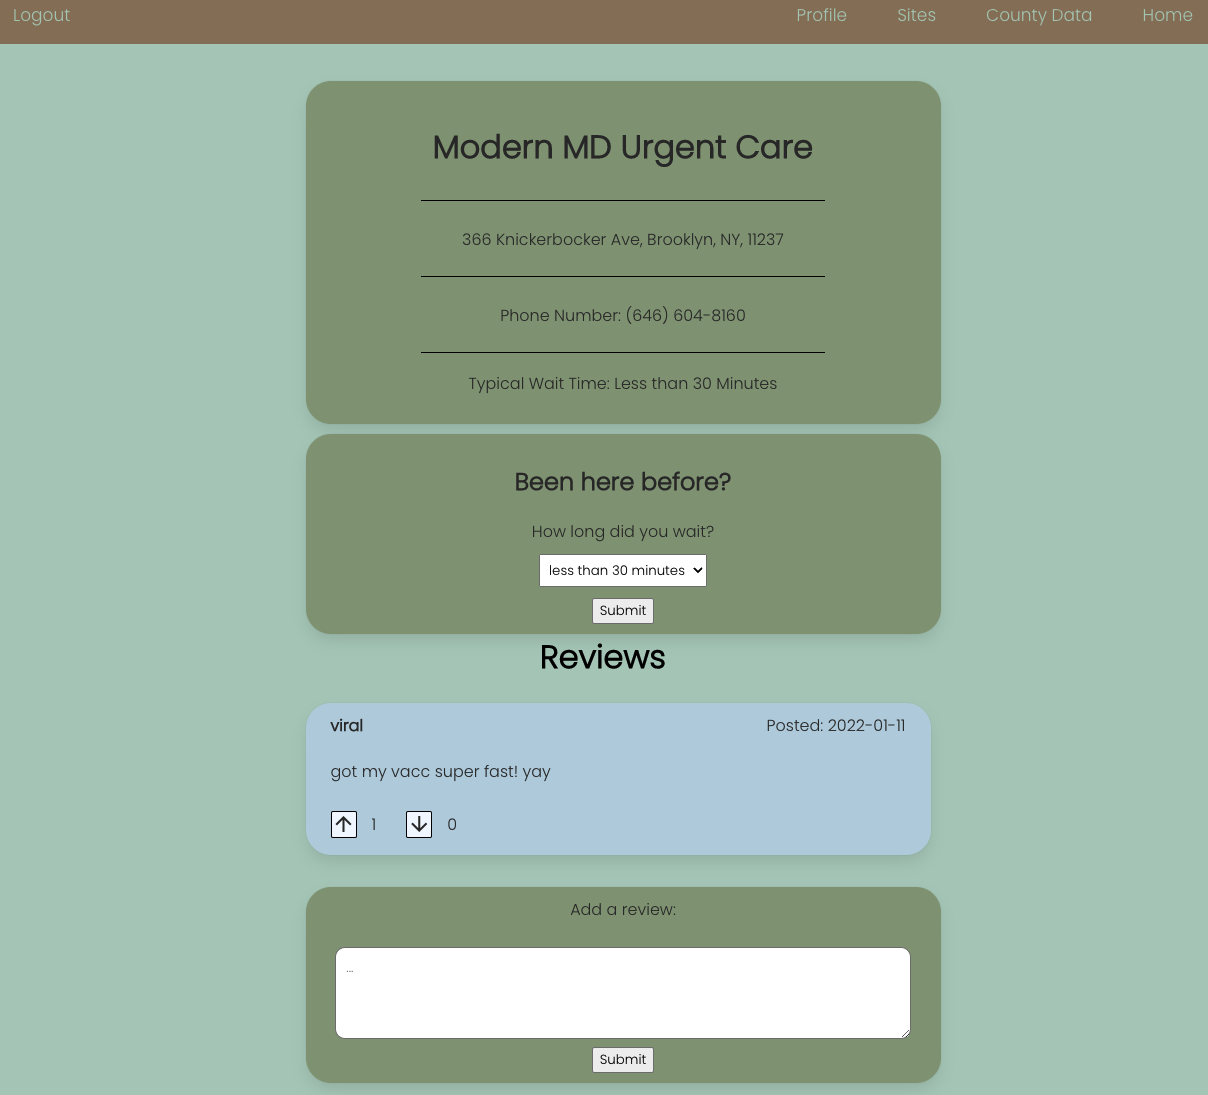 Logout Profile Sites County Data Home
Modern MD Urgent Care
366 Knickerbocker Ave, Brooklyn, NY, 11237
Phone Number: (646) 604-8160
Typical Wait Time: Less than 30 Minutes
Been here before?
How long did you wait?
less than 30 minutes
Submit
Reviews
viral Posted: 2022-01-11
got my vacc super fast! yay
1 0
Add a review:
...
Submit